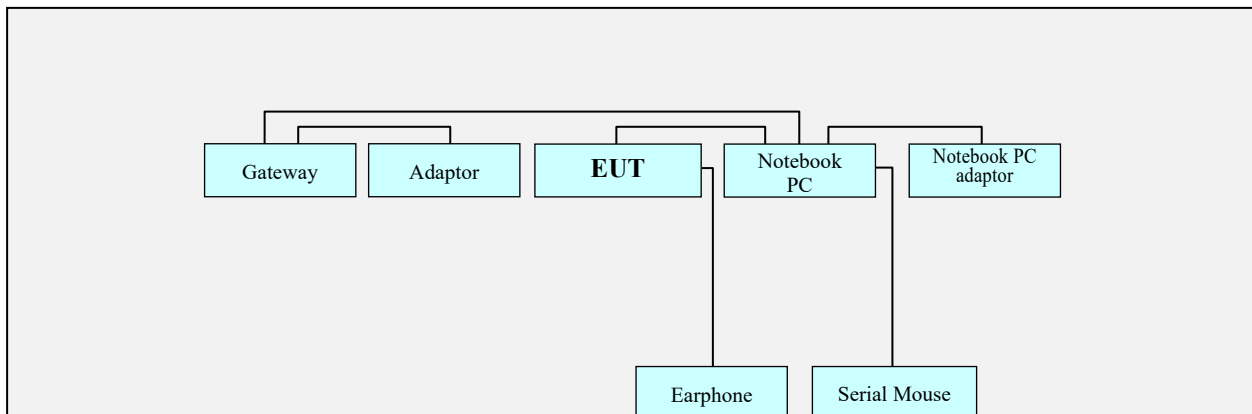 Gateway
Adaptor
EUT
Notebook
PC
Notebook PC
adaptor
Earphone
Serial Mouse